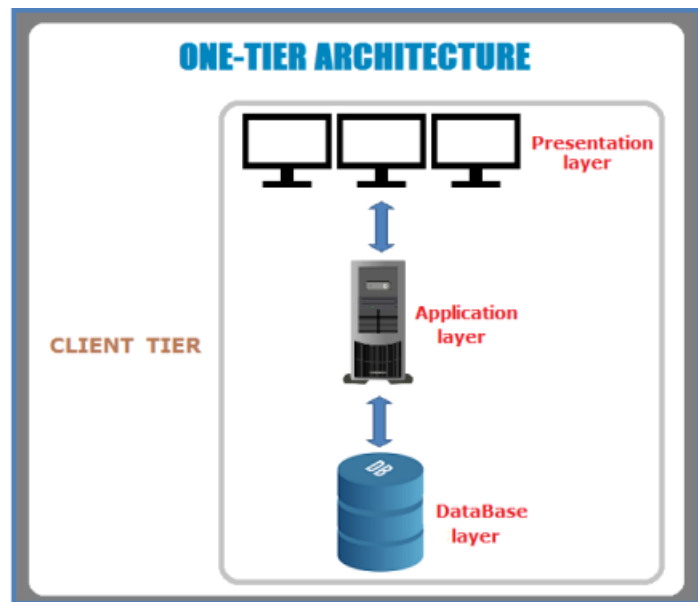 ONE-TIER ARCHITECTURE
Presentation
layer
Application
layer
CLIENT TIER
DB
DataBase
layer